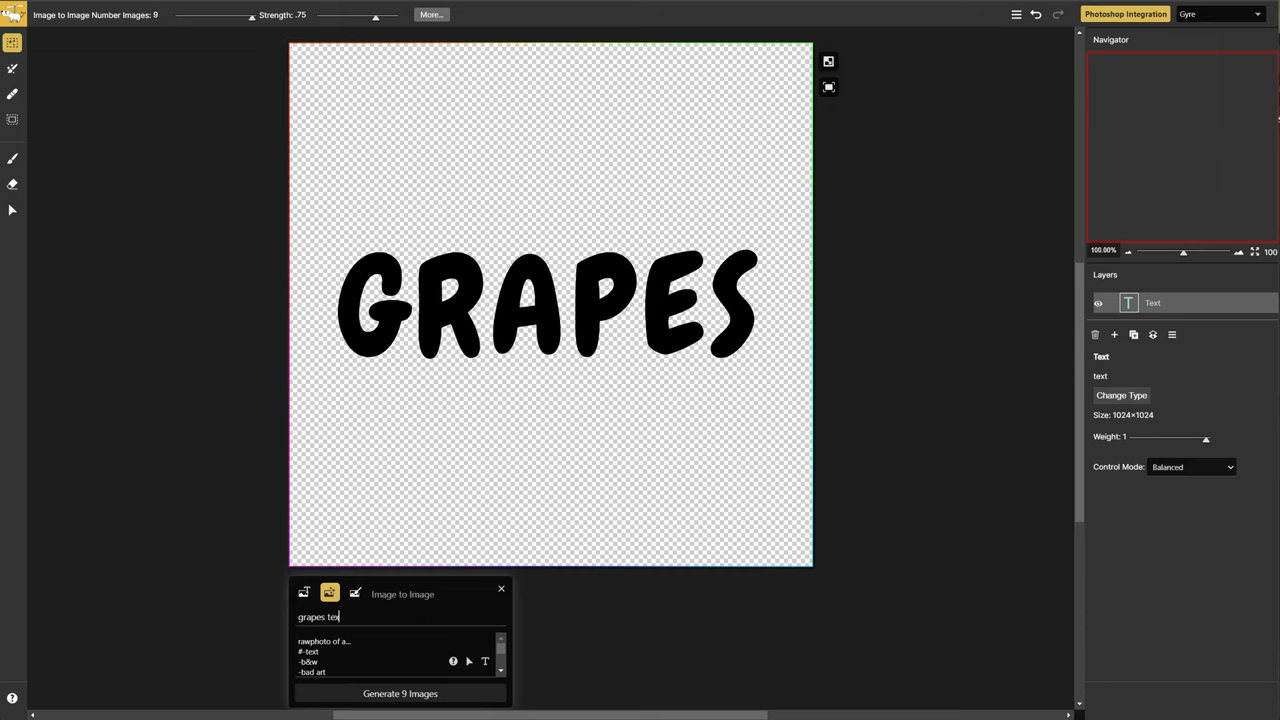 Image to Image Number Images: 9 Strength: .75 More... Photoshop Integration Gyre
Navigator
GRAPES
100.00% 100
Layers
T Text
Text
text
Change Type
Size: 1024×1024
Weight: 1
Control Mode: Balanced
Image to Image
grapes tex
rawphoto of a...
#-text
-b&w
-bad art
Generate 9 Images